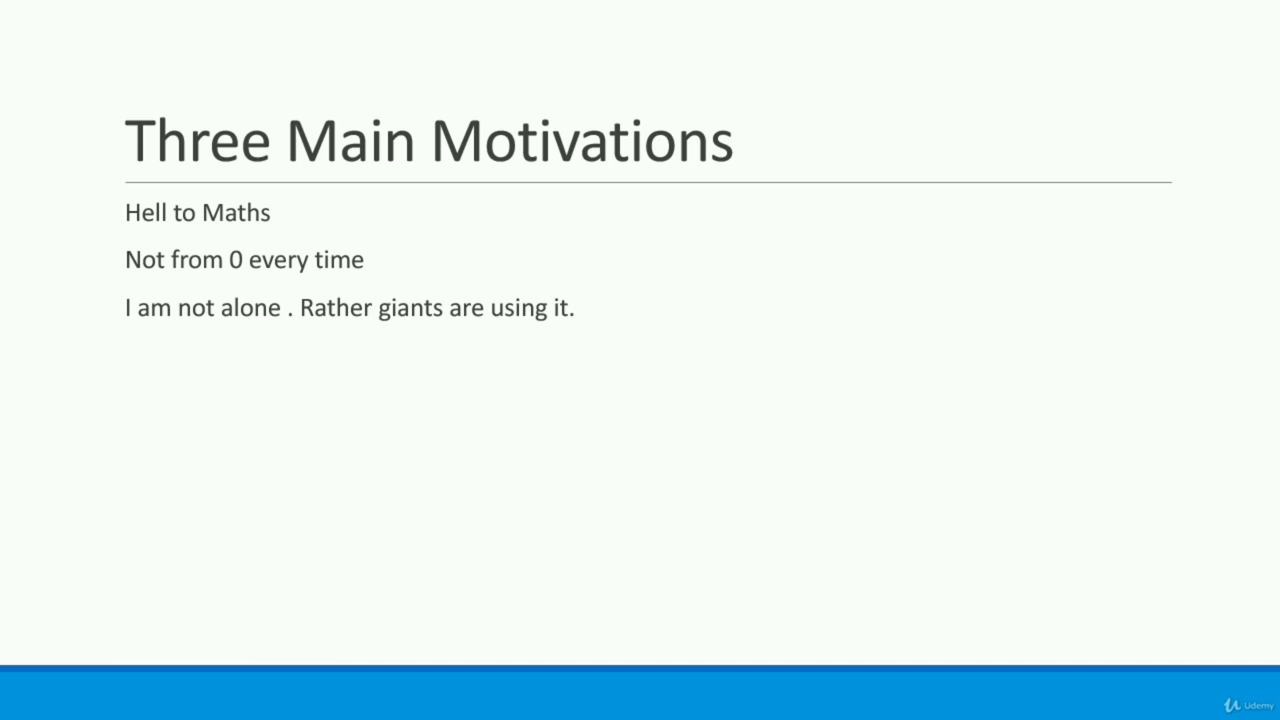 Three Main Motivations
Hell to Maths
Not from 0 every time
I am not alone . Rather giants are using it.
Udemy